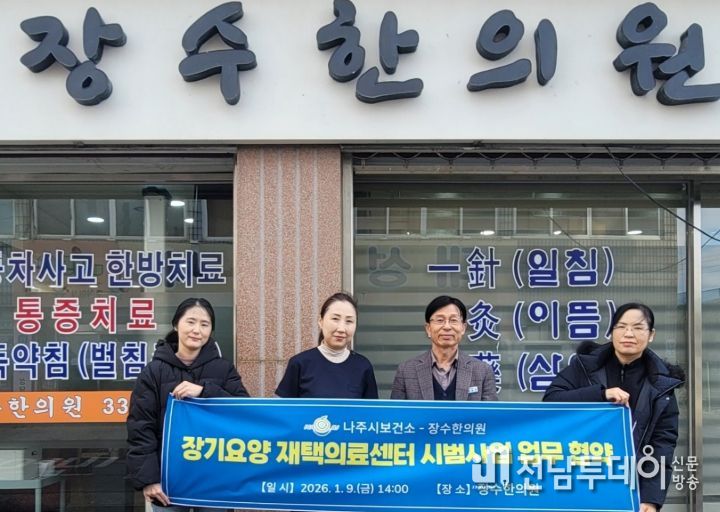 장수한의원
동차사고 한방치료
통증치료
독약침 (벌침
한의원 33
一針 (일침)
灸 (이뜸)
(삼
나주시보건소 - 장수한의원
장기요양 재택의료센터 시범사업 업무 협약
【일 시】 2026. 1. 9.(금) 14:00 【장 소】 장수한의원
전남투데이 신문방송